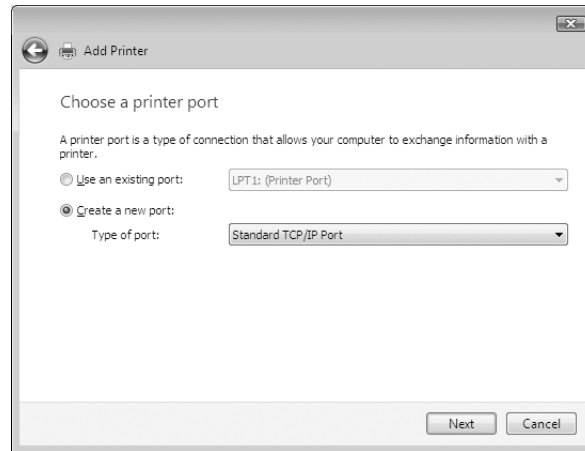 Add Printer
Choose a printer port
A printer port is a type of connection that allows your computer to exchange information with a
printer.
Use an existing port: LPT1: (Printer Port)
Create a new port:
Type of port: Standard TCP/IP Port
Next Cancel